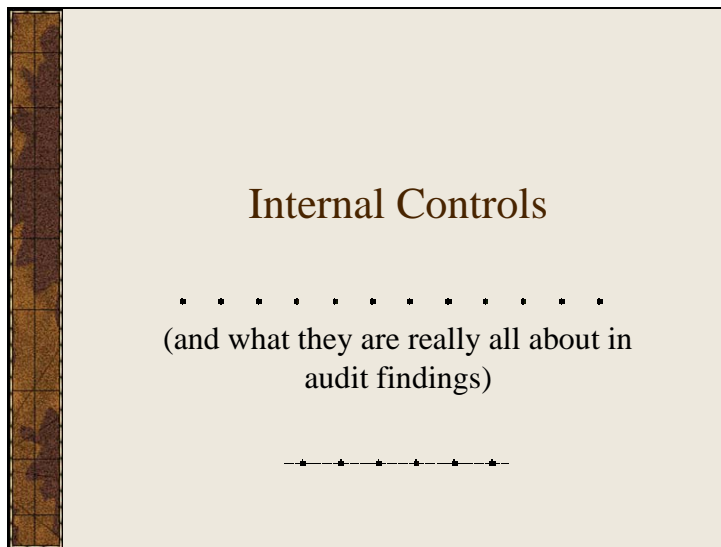 Internal Controls
(and what they are really all about in
audit findings)